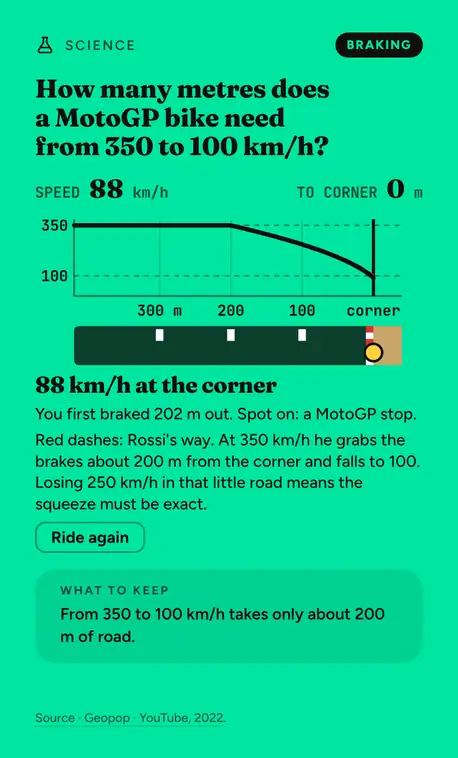 SCIENCE
BRAKING
How many metres does
a MotoGP bike need
from 350 to 100 km/h?
SPEED 88 km/h
TO CORNER 0 m
350
100
300 m 200 100 corner
88 km/h at the corner
You first braked 202 m out. Spot on: a MotoGP stop.
Red dashes: Rossi's way. At 350 km/h he grabs the
brakes about 200 m from the corner and falls to 100.
Losing 250 km/h in that little road means the
squeeze must be exact.
Ride again
WHAT TO KEEP
From 350 to 100 km/h takes only about 200
m of road.
Source · Geopop · YouTube, 2022.